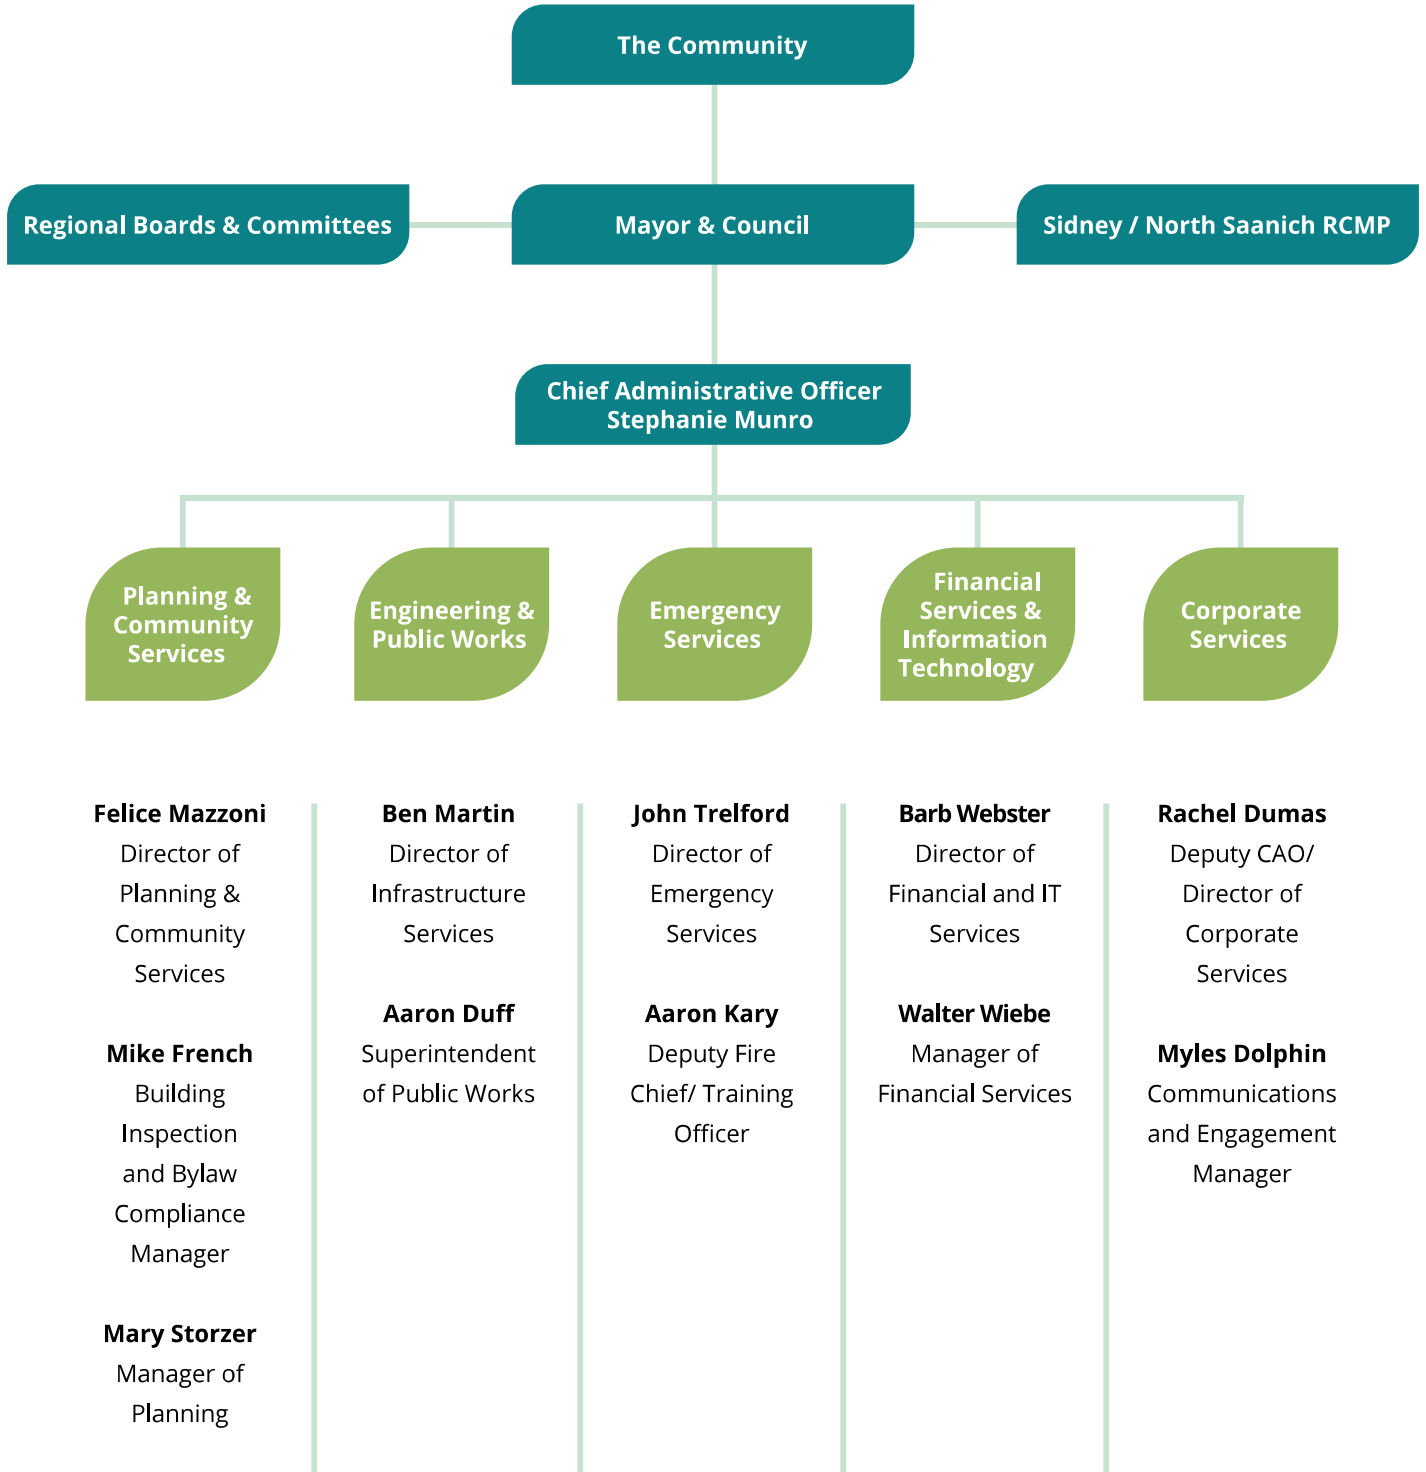 The Community
Regional Boards & Committees
Mayor & Council
Sidney / North Saanich RCMP
Chief Administrative Officer
Stephanie Munro
Planning &
Community
Services
Engineering &
Public Works
Emergency
Services
Financial
Services &
Information
Technology
Corporate
Services
Felice Mazzoni
Director of
Planning &
Community
Services
Mike French
Building
Inspection
and Bylaw
Compliance
Manager
Mary Storzer
Manager of
Planning
Ben Martin
Director of
Infrastructure
Services
Aaron Duff
Superintendent
of Public Works
John Trelford
Director of
Emergency
Services
Aaron Kary
Deputy Fire
Chief/ Training
Officer
Barb Webster
Director of
Financial and IT
Services
Walter Wiebe
Manager of
Financial Services
Rachel Dumas
Deputy CAO/
Director of
Corporate
Services
Myles Dolphin
Communications
and Engagement
Manager